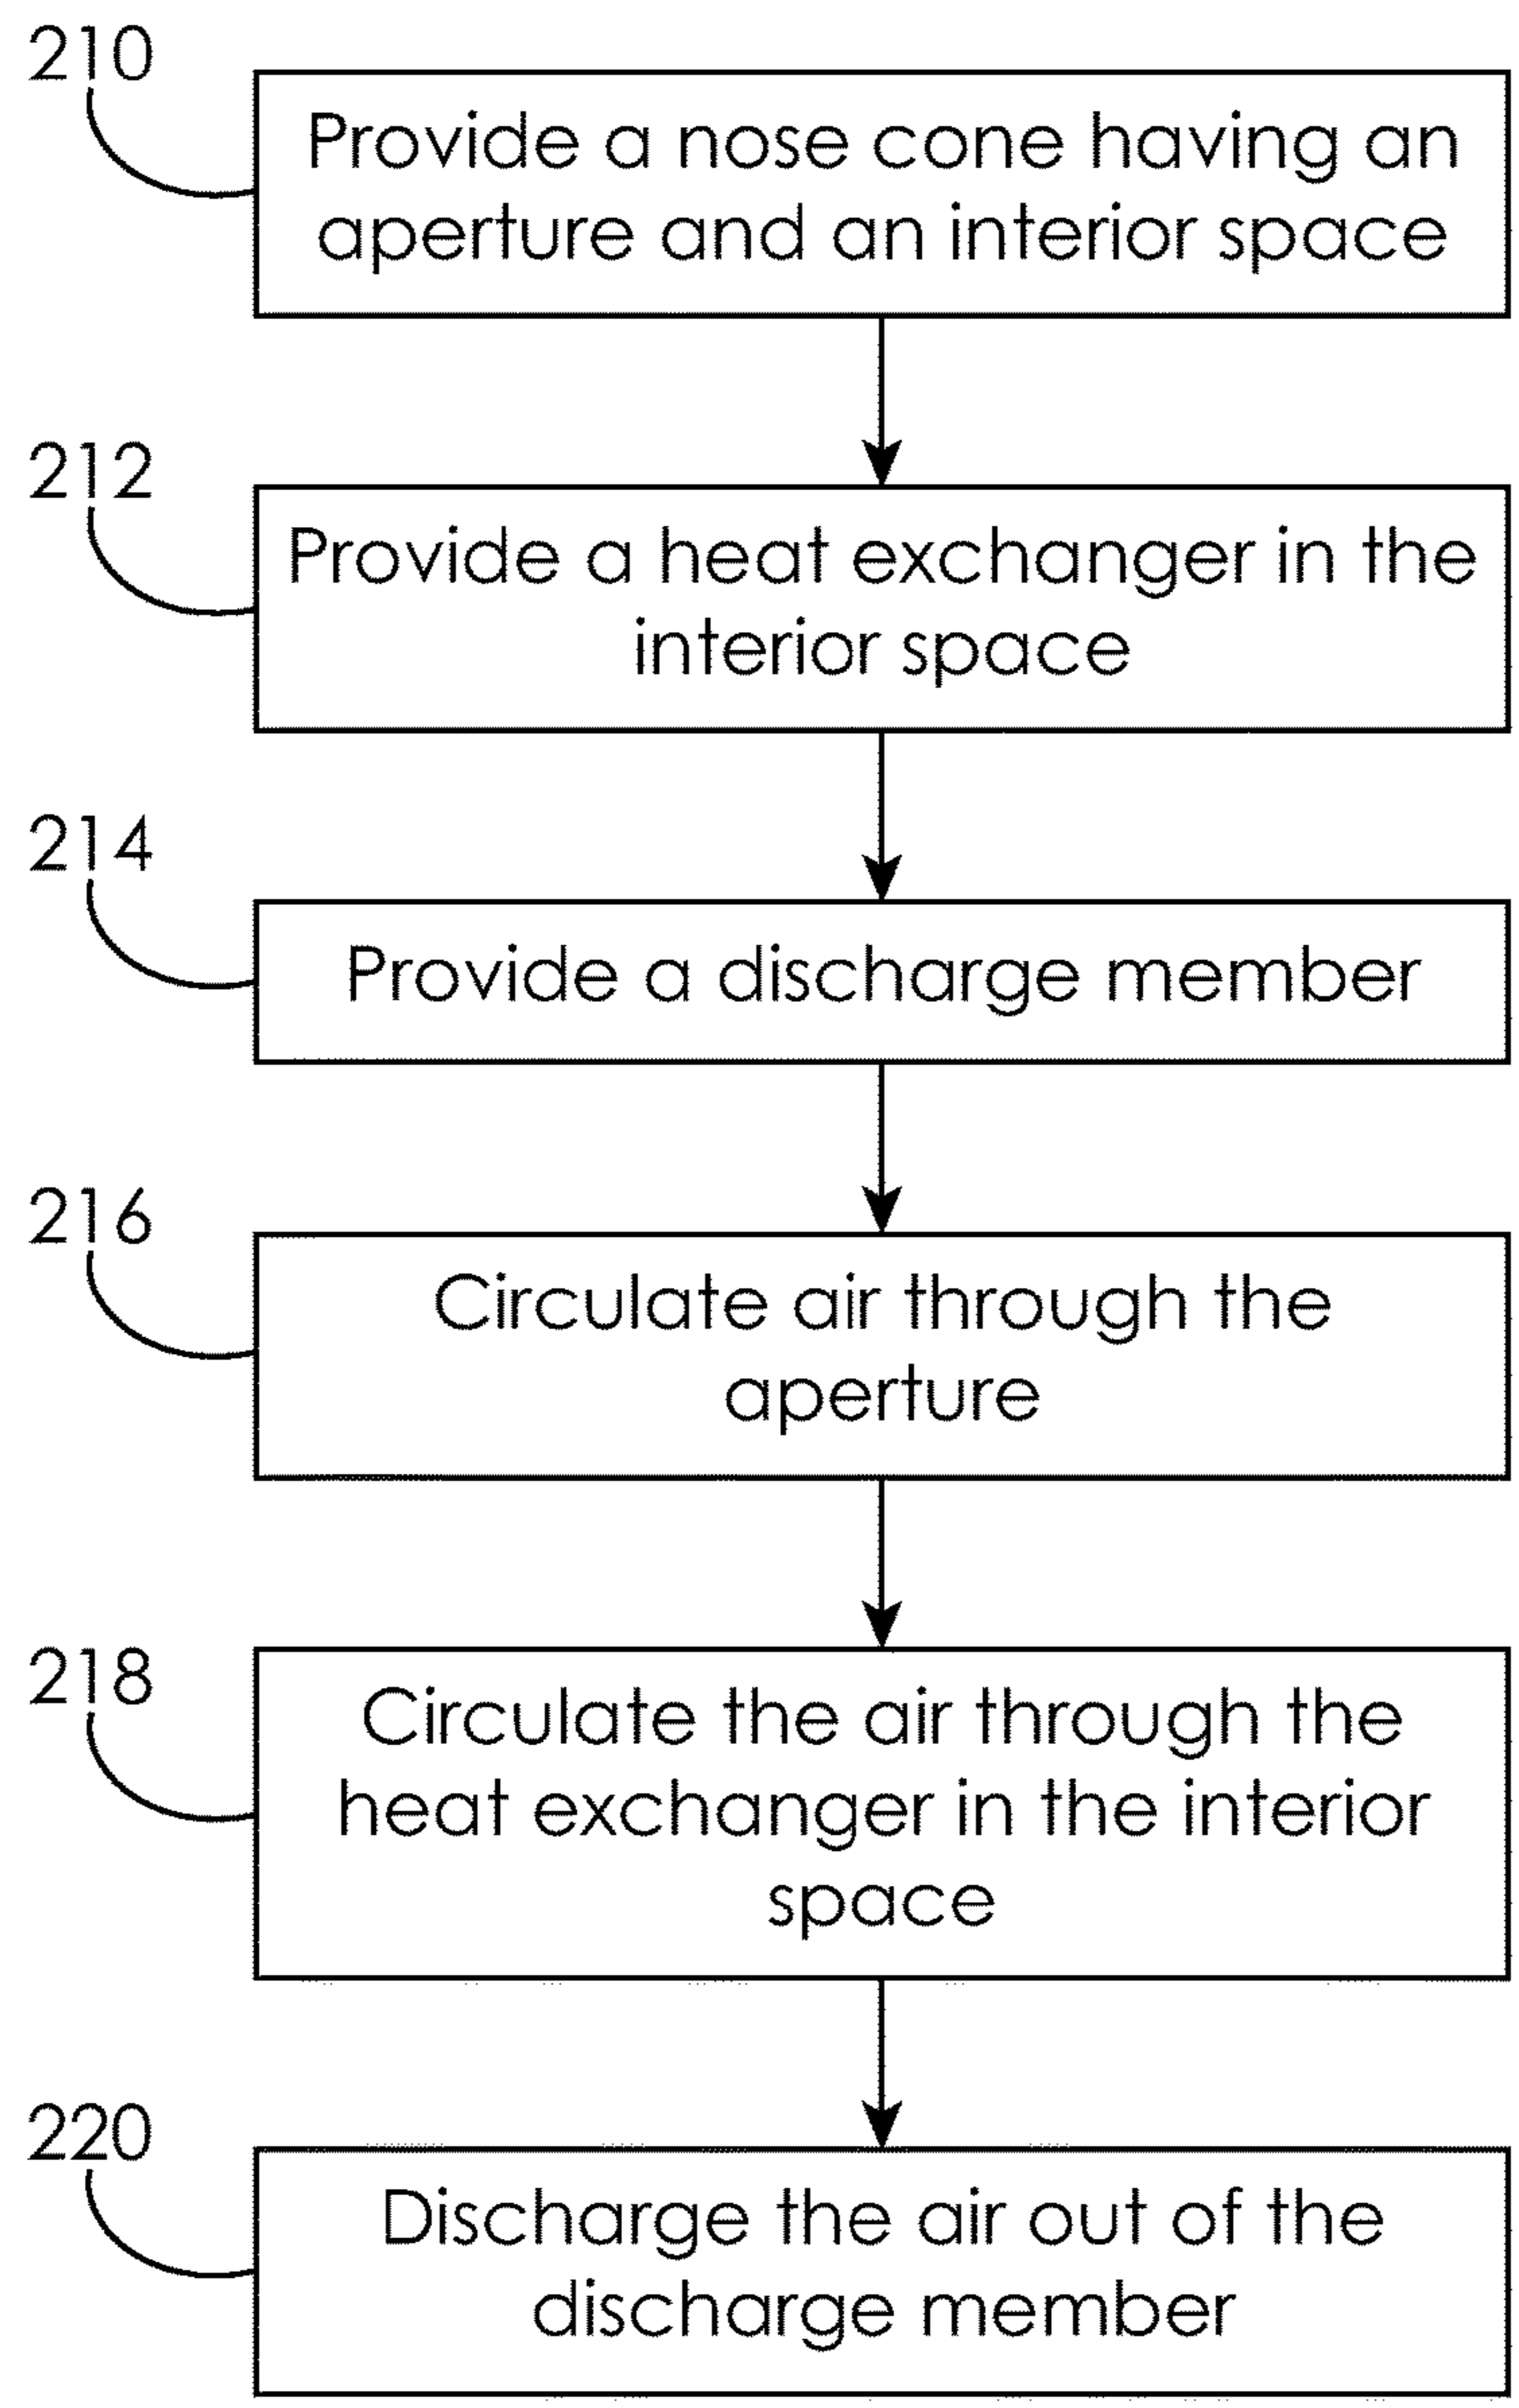 210
Provide a nose cone having an
aperture and an interior space
212
Provide a heat exchanger in the
interior space
214
Provide a discharge member
216
Circulate air through the
aperture
218
Circulate the air through the
heat exchanger in the interior
space
220
Discharge the air out of the
discharge member